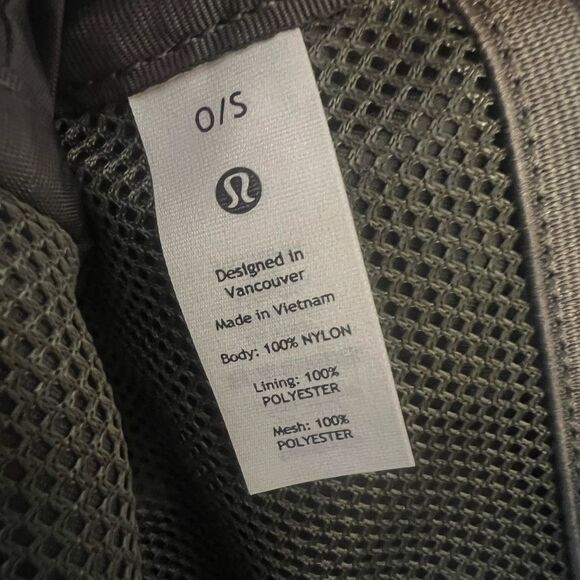 O/S
Designed in
Vancouver
Made in Vietnam
Body: 100% NYLON
Lining: 100%
POLYESTER
Mesh: 100%
POLYESTER